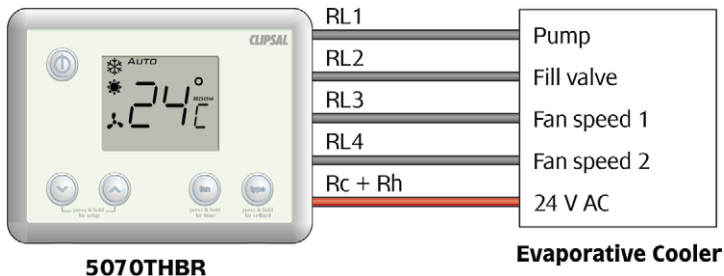 RL1
CLIPSAL
Pump
AUTO
RL2
Fill valve
24°C
ROOM
RL3
Fan speed 1
RL4
Fan speed 2
Rc + Rh
24 V AC
fan
type
press & hold
for setup
press & hold
for timer
press & hold
for setback
Evaporative Cooler
5070THBR